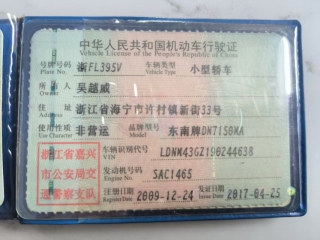 中华人民共和国机动车行驶证
Vehicle License of the People's Republic of China
号牌号码 浙FL395V 车辆类型 小型轿车
Plate No. Vehicle Type
所有人 吴越威
Owner
住址 浙江省海宁市许村镇新街33号
Address
使用性质 非营运 品牌型号 东南牌DN7150MA
Use Character Model
浙江省嘉兴
市公安局交
通警察支队
车辆识别代号 LDNM43GZ190244638
VIN
发动机号码 SAC1465
Engine No.
注册日期 2009-12-24 发证日期 2017-04-25
Register Date Issue Date